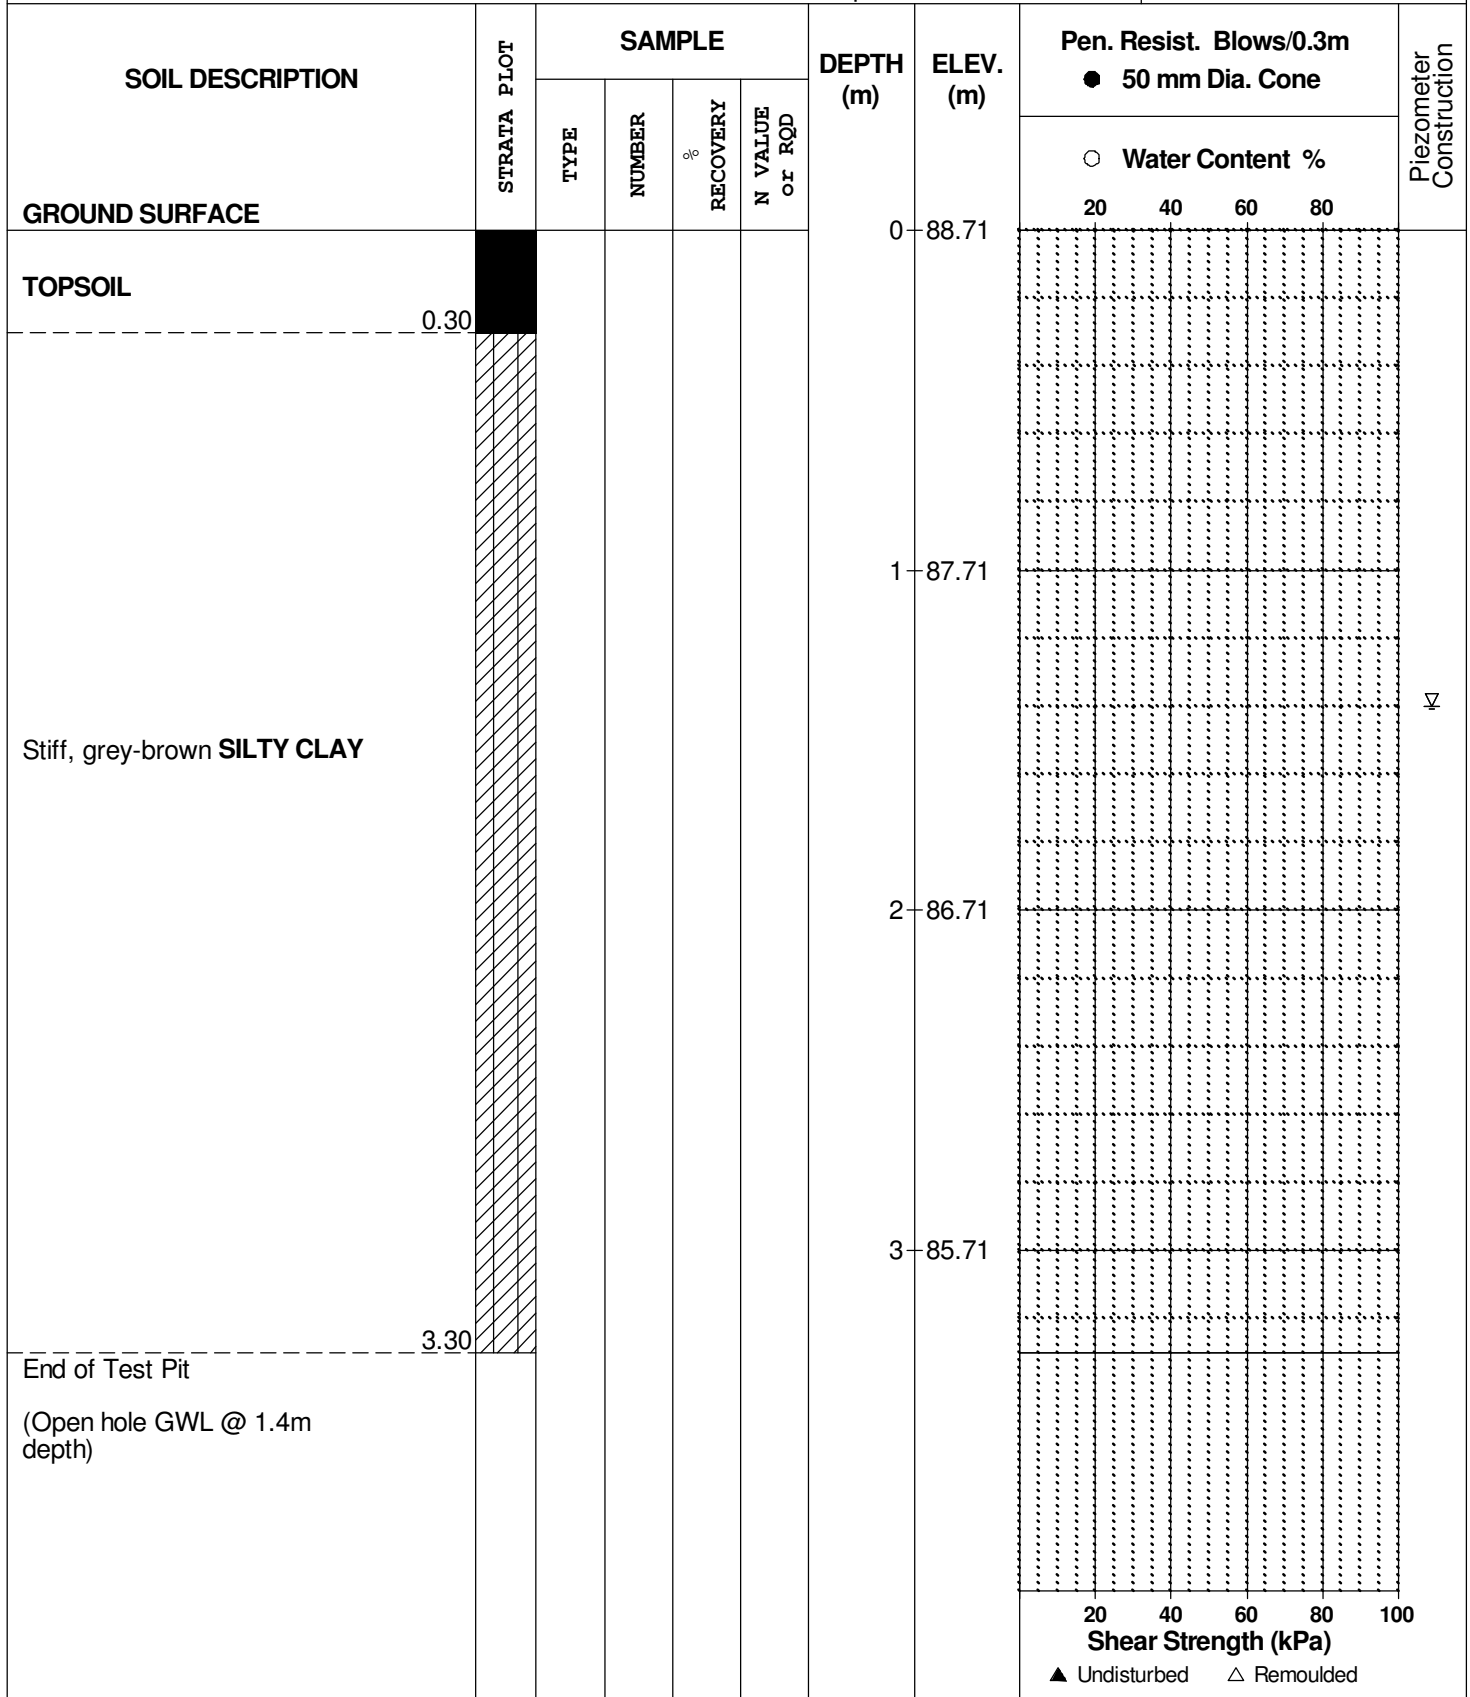 SOIL DESCRIPTION
GROUND SURFACE
STRATA PLOT
SAMPLE
TYPE
NUMBER
%
RECOVERY
N VALUE
or RQD
DEPTH
(m)
ELEV.
(m)
Pen. Resist. Blows/0.3m
● 50 mm Dia. Cone
○ Water Content %
20 40 60 80
Piezometer
Construction
0 88.71
TOPSOIL
0.30
1 87.71
Stiff, grey-brown SILTY CLAY
2 86.71
3 85.71
3.30
End of Test Pit
(Open hole GWL @ 1.4m
depth)
20 40 60 80 100
Shear Strength (kPa)
▲ Undisturbed △ Remoulded